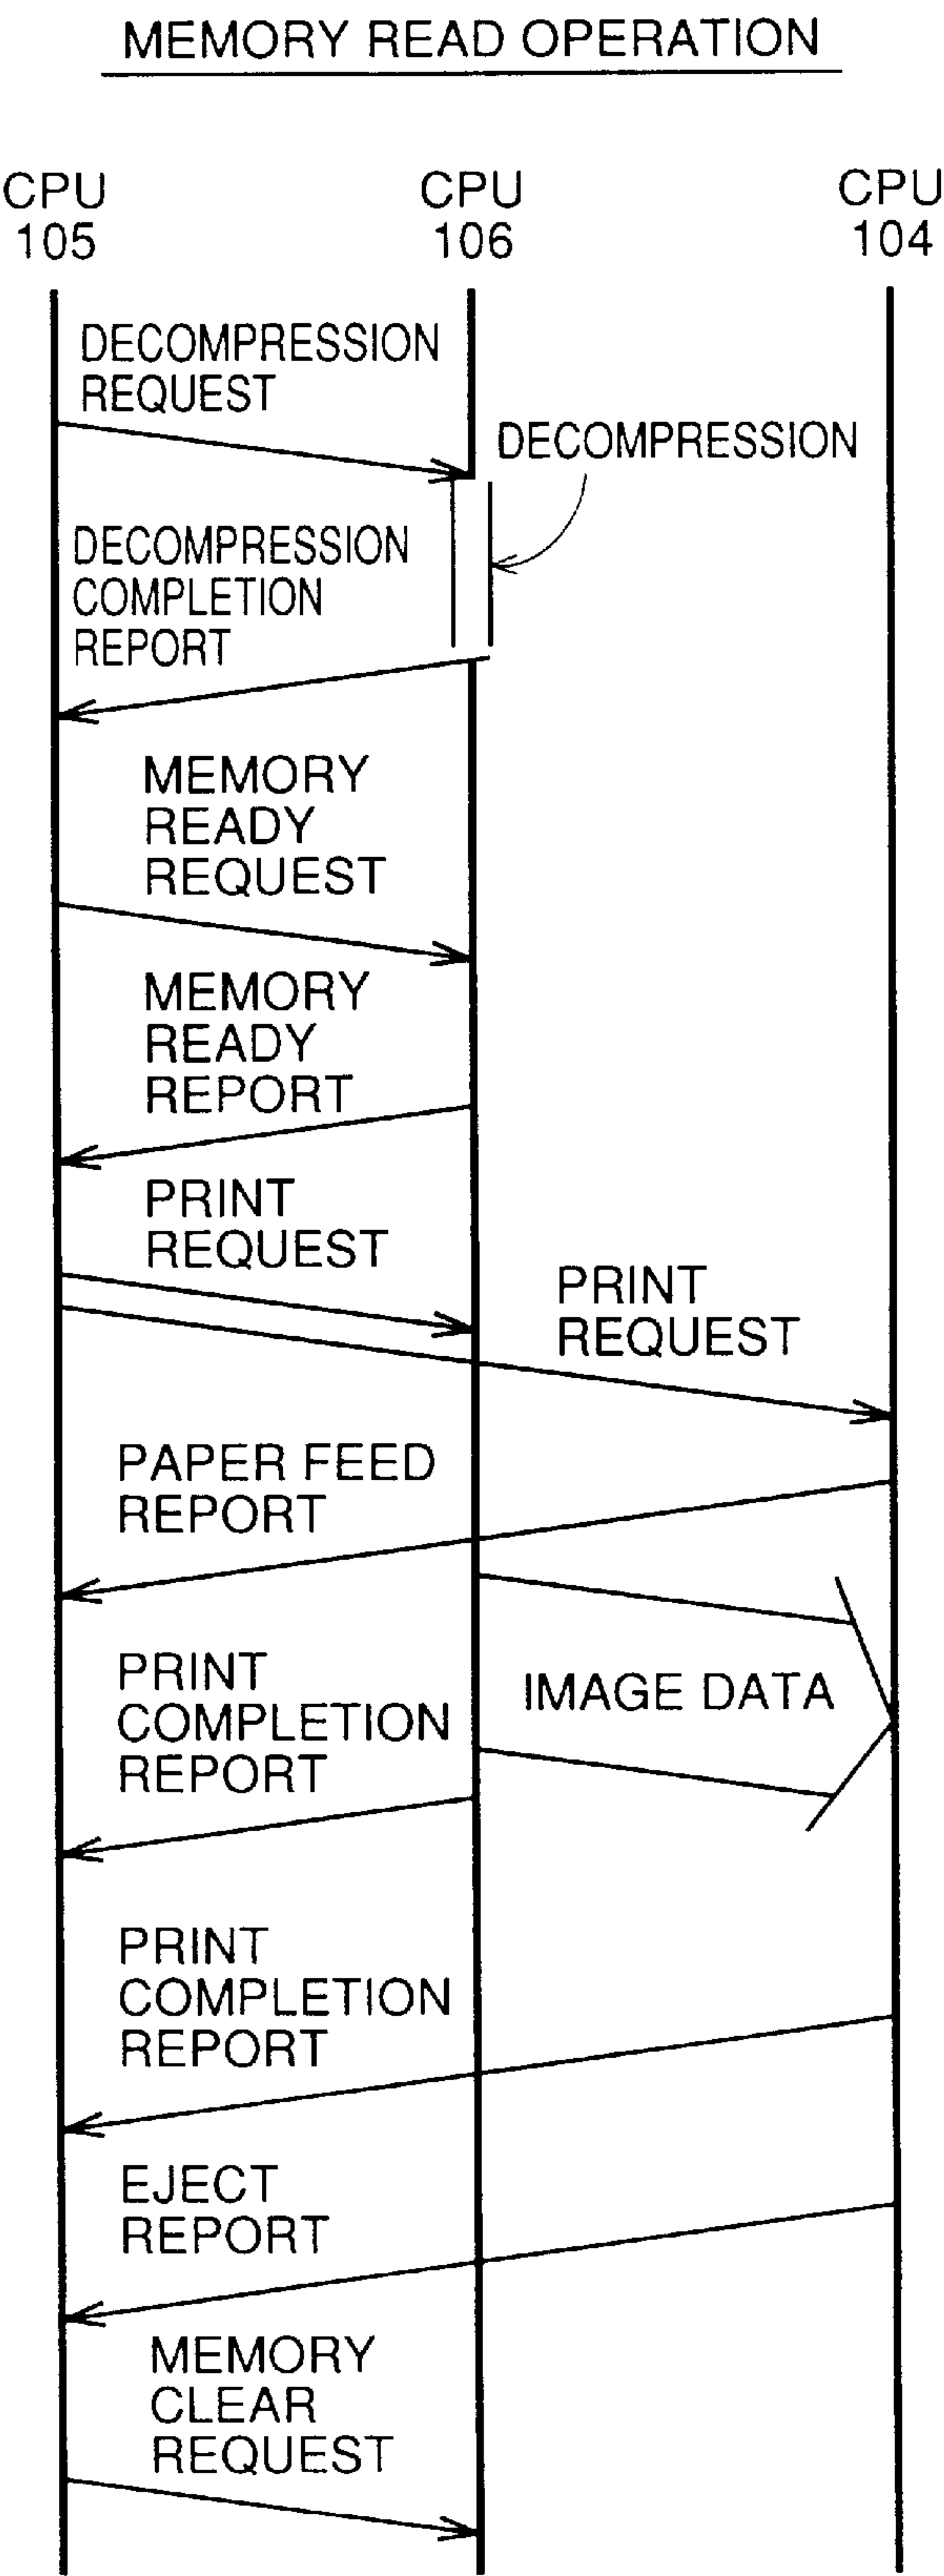 MEMORY READ OPERATION
CPU
105
CPU
106
CPU
104
DECOMPRESSION
REQUEST
DECOMPRESSION
DECOMPRESSION
COMPLETION
REPORT
MEMORY
READY
REQUEST
MEMORY
READY
REPORT
PRINT
REQUEST
PRINT
REQUEST
PAPER FEED
REPORT
IMAGE DATA
PRINT
COMPLETION
REPORT
PRINT
COMPLETION
REPORT
EJECT
REPORT
MEMORY
CLEAR
REQUEST